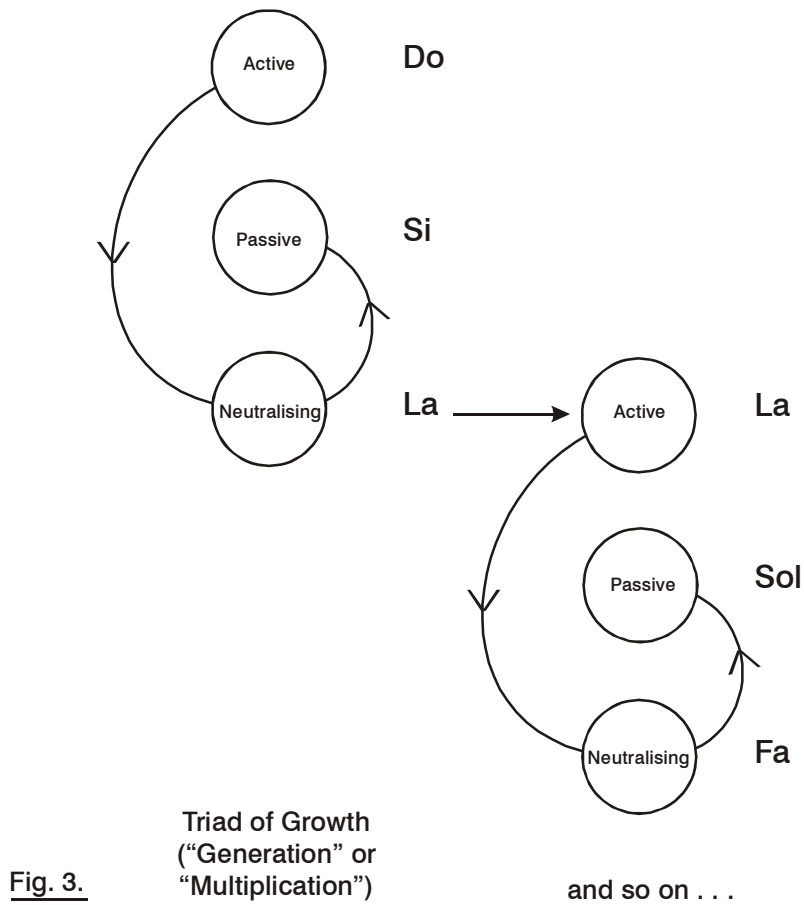 Active
Do
Passive
Si
Neutralising
La
Active
La
Passive
Sol
Neutralising
Fa
Triad of Growth
(“Generation” or
“Multiplication”)
Fig. 3.
and so on . . .